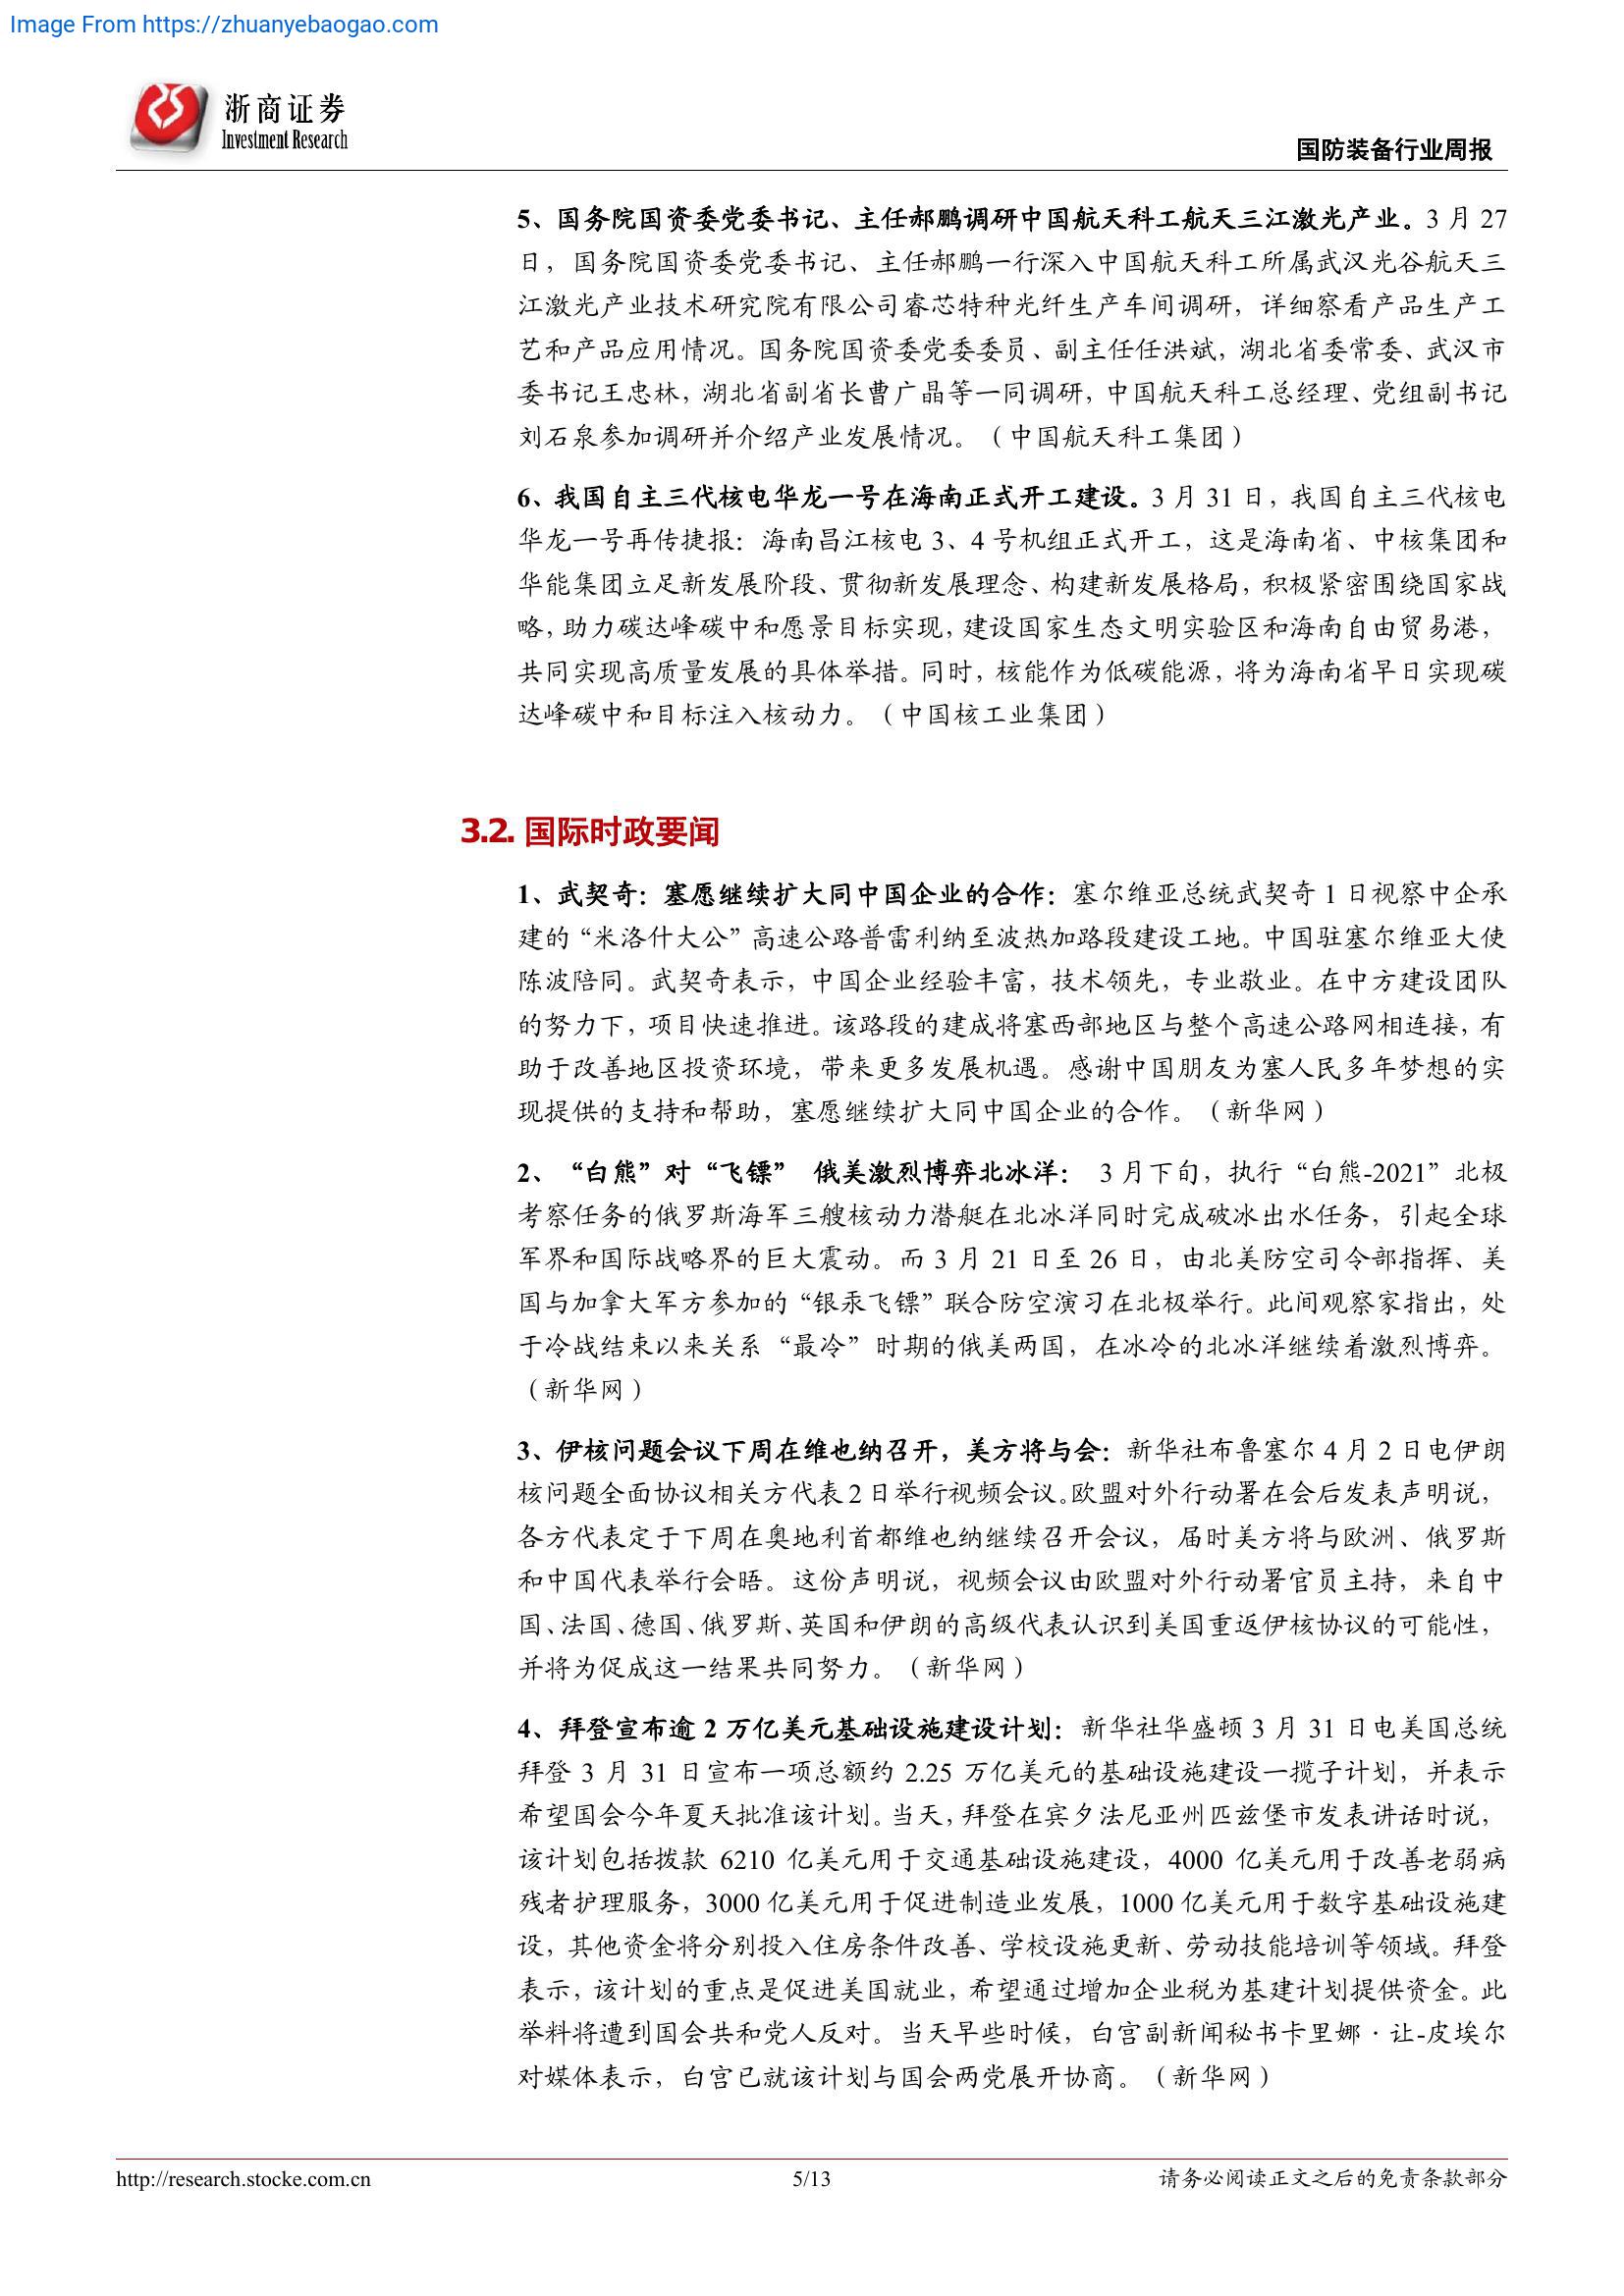 Image From https://zhuanyebaogao.com
浙商证券
Investment Research
国防装备行业周报
5、国务院国资委党委书记、主任郝鹏调研中国航天科工航天三江激光产业。3 月 27
日，国务院国资委党委书记、主任郝鹏一行深入中国航天科工所属武汉光谷航天三
江激光产业技术研究院有限公司睿芯特种光纤生产车间调研，详细察看产品生产工
艺和产品应用情况。国务院国资委党委委员、副主任任洪斌，湖北省委常委、武汉市
委书记王忠林，湖北省副省长曹广晶等一同调研，中国航天科工总经理、党组副书记
刘石泉参加调研并介绍产业发展情况。（中国航天科工集团）
6、我国自主三代核电华龙一号在海南正式开工建设。3 月 31 日，我国自主三代核电
华龙一号再传捷报：海南昌江核电 3、4 号机组正式开工，这是海南省、中核集团和
华能集团立足新发展阶段、贯彻新发展理念、构建新发展格局，积极紧密围绕国家战
略，助力碳达峰碳中和愿景目标实现，建设国家生态文明实验区和海南自由贸易港，
共同实现高质量发展的具体举措。同时，核能作为低碳能源，将为海南省早日实现碳
达峰碳中和目标注入核动力。（中国核工业集团）
3.2. 国际时政要闻
1、武契奇：塞愿继续扩大同中国企业的合作：塞尔维亚总统武契奇 1 日视察中企承
建的“米洛什大公”高速公路普雷利纳至波热加路段建设工地。中国驻塞尔维亚大使
陈波陪同。武契奇表示，中国企业经验丰富，技术领先，专业敬业。在中方建设团队
的努力下，项目快速推进。该路段的建成将塞西部地区与整个高速公路网相连接，有
助于改善地区投资环境，带来更多发展机遇。感谢中国朋友为塞人民多年梦想的实
现提供的支持和帮助，塞愿继续扩大同中国企业的合作。（新华网）
2、“白熊”对“飞镖” 俄美激烈博弈北冰洋： 3 月下旬，执行“白熊-2021”北极
考察任务的俄罗斯海军三艘核动力潜艇在北冰洋同时完成破冰出水任务，引起全球
军界和国际战略界的巨大震动。而 3 月 21 日至 26 日，由北美防空司令部指挥、美
国与加拿大军方参加的“银汞飞镖”联合防空演习在北极举行。此间观察家指出，处
于冷战结束以来关系“最冷”时期的俄美两国，在冰冷的北冰洋继续着激烈博弈。
（新华网）
3、伊核问题会议下周在维也纳召开，美方将与会：新华社布鲁塞尔 4 月 2 日电伊朗
核问题全面协议相关方代表 2 日举行视频会议。欧盟对外行动署在会后发表声明说，
各方代表定于下周在奥地利首都维也纳继续召开会议，届时美方将与欧洲、俄罗斯
和中国代表举行会晤。这份声明说，视频会议由欧盟对外行动署官员主持，来自中
国、法国、德国、俄罗斯、英国和伊朗的高级代表认识到美国重返伊核协议的可能性，
并将为促成这一结果共同努力。（新华网）
4、拜登宣布逾 2 万亿美元基础设施建设计划：新华社华盛顿 3 月 31 日电美国总统
拜登 3 月 31 日宣布一项总额约 2.25 万亿美元的基础设施建设一揽子计划，并表示
希望国会今年夏天批准该计划。当天，拜登在宾夕法尼亚州匹兹堡市发表讲话时说，
该计划包括拨款 6210 亿美元用于交通基础设施建设，4000 亿美元用于改善老弱病
残者护理服务，3000 亿美元用于促进制造业发展，1000 亿美元用于数字基础设施建
设，其他资金将分别投入住房条件改善、学校设施更新、劳动技能培训等领域。拜登
表示，该计划的重点是促进美国就业，希望通过增加企业税为基建计划提供资金。此
举料将遭到国会共和党人反对。当天早些时候，白宫副新闻秘书卡里娜·让-皮埃尔
对媒体表示，白宫已就该计划与国会两党展开协商。（新华网）
http://research.stocke.com.cn
5/13
请务必阅读正文之后的免责条款部分